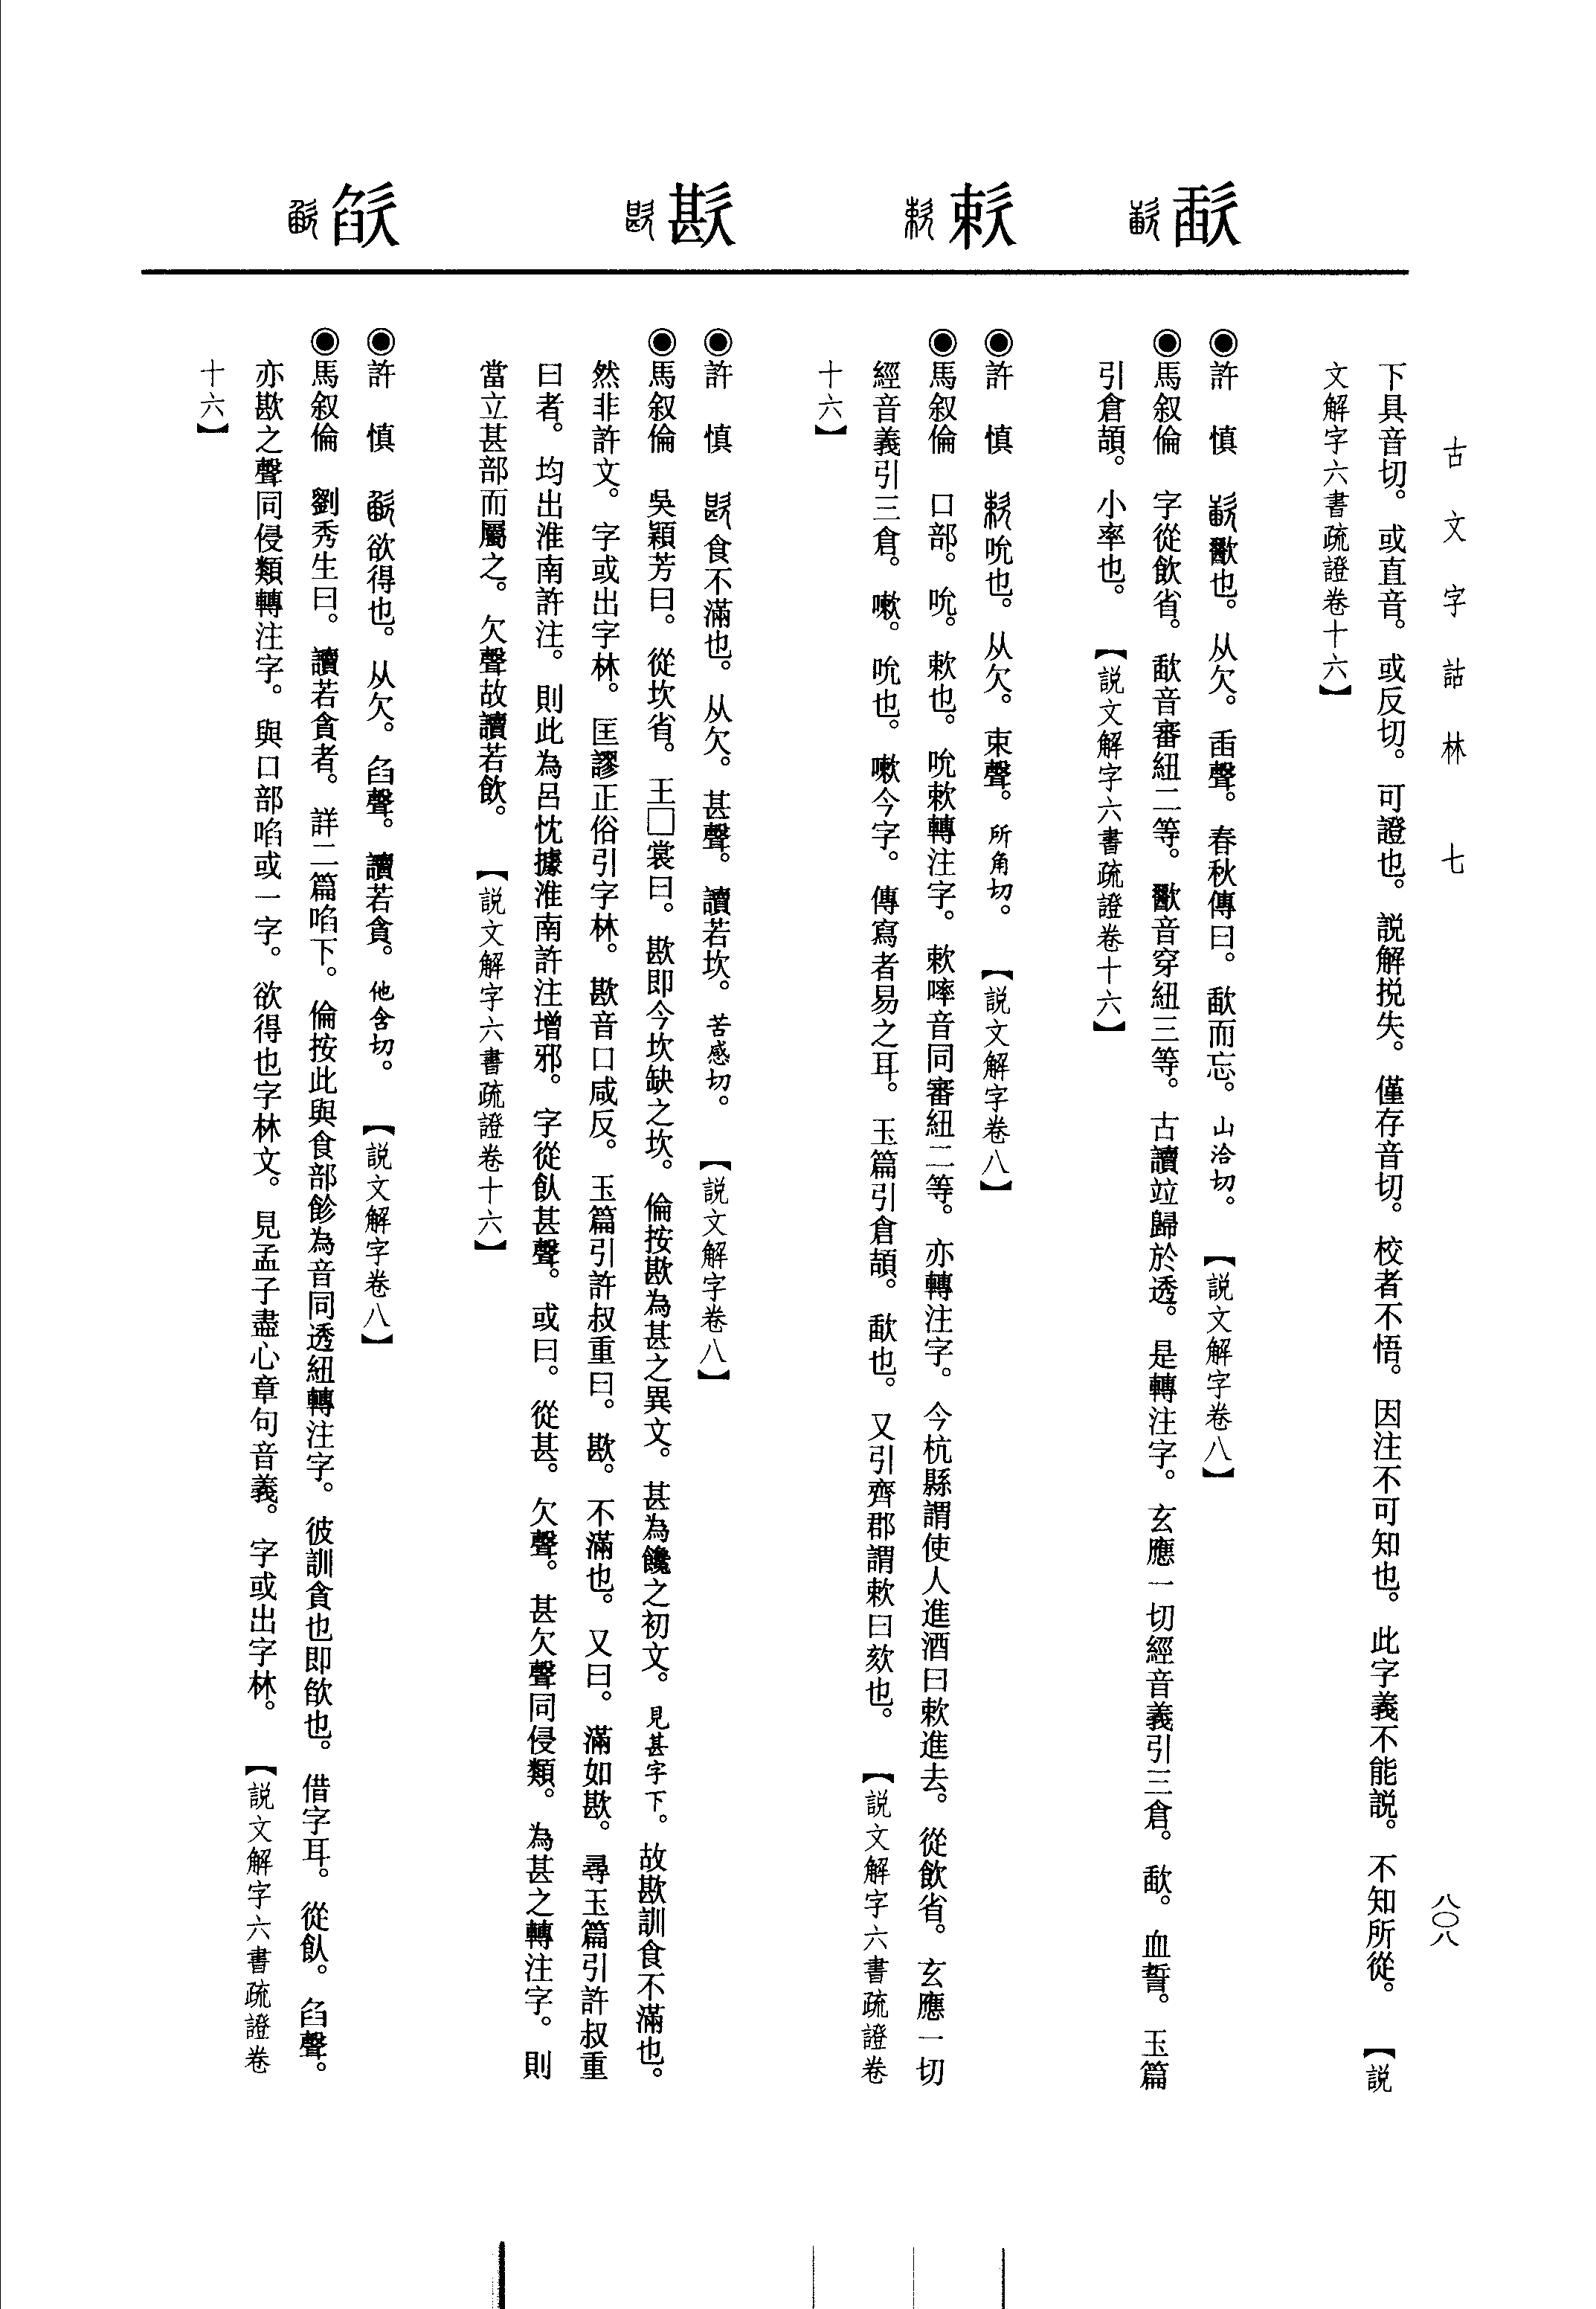 古文字詁林 七
八〇八
下具音切。或直音。或反切。可證也。説解挩失。僅存音切。校者不悟。因注不可知也。此字義不能説。不知所從。 【説
文解字六書疏證卷十六】
歃
◉許 慎 歠也。从欠。臿聲。春秋傳曰。歃而忘。山洽切。 【説文解字卷八】
◉馬叙倫 字從飲省。歃音審紐二等。歠音穿紐三等。古讀竝歸於透。是轉注字。玄應一切經音義引三倉。歃。血誓。玉篇
引倉頡。小率也。 【説文解字六書疏證卷十六】
欶
◉許 慎 吮也。从欠。束聲。所角切。 【説文解字卷八】
◉馬叙倫 口部。吮。欶也。吮欶轉注字。欶啐音同審紐二等。亦轉注字。今杭縣謂使人進酒曰欶進去。從飲省。玄應一切
經音義引三倉。嗽。吮也。嗽今字。傳寫者易之耳。玉篇引倉頡。歃也。又引齊郡謂欶曰欬也。 【説文解字六書疏證卷
十六】
歁
◉許 慎 食不滿也。从欠。甚聲。讀若坎。苦感切。 【説文解字卷八】
◉馬叙倫 吳穎芳曰。從坎省。王□裳曰。歁即今坎缺之坎。倫按歁為甚之異文。甚為饞之初文。見甚字下。故歁訓食不滿也。
然非許文。字或出字林。匡謬正俗引字林。歁音口咸反。玉篇引許叔重曰。歁。不滿也。又曰。滿如歁。尋玉篇引許叔重
曰者。均出淮南許注。則此為呂忱據淮南許注增邪。字從㱃甚聲。或曰。從甚。欠聲。甚欠聲同侵類。為甚之轉注字。則
當立甚部而屬之。欠聲故讀若飲。 【説文解字六書疏證卷十六】
欿
◉許 慎 欲得也。从欠。臽聲。讀若貪。他含切。 【説文解字卷八】
◉馬叙倫 劉秀生曰。讀若貪者。詳二篇啗下。倫按此與食部飻為音同透紐轉注字。彼訓貪也即欿也。借字耳。從㱃。臽聲。
亦歁之聲同侵類轉注字。與口部啗或一字。欲得也字林文。見孟子盡心章句音義。字或出字林。 【説文解字六書疏證卷
十六】